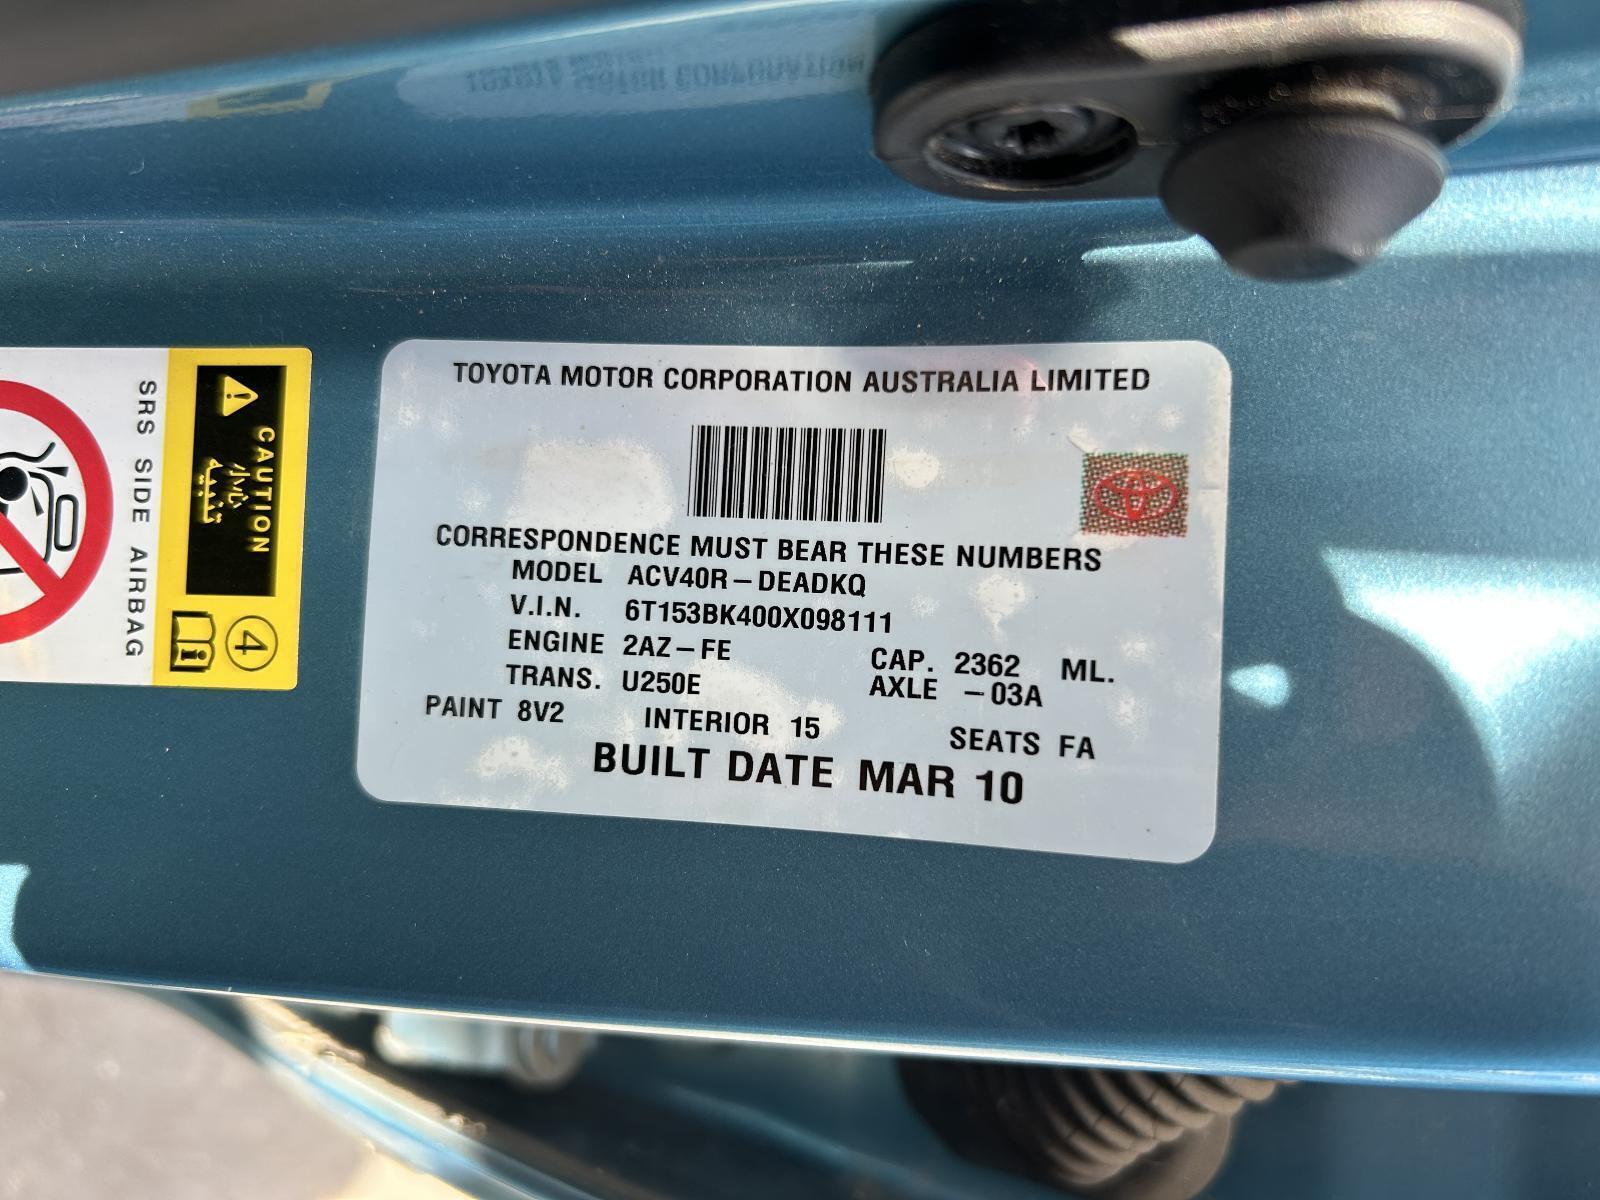 TOYOTA MOTOR CORPORATION AUSTRALIA LIMITED
CORRESPONDENCE MUST BEAR THESE NUMBERS
MODEL ACV40R-DEADKQ
V.I.N. 6T153BK400X098111
ENGINE 2AZ-FE CAP. 2362 ML.
TRANS. U250E AXLE -03A
PAINT 8V2 INTERIOR 15 SEATS FA
BUILT DATE MAR 10
CAUTION
تنبيه
4
SRS SIDE AIRBAG